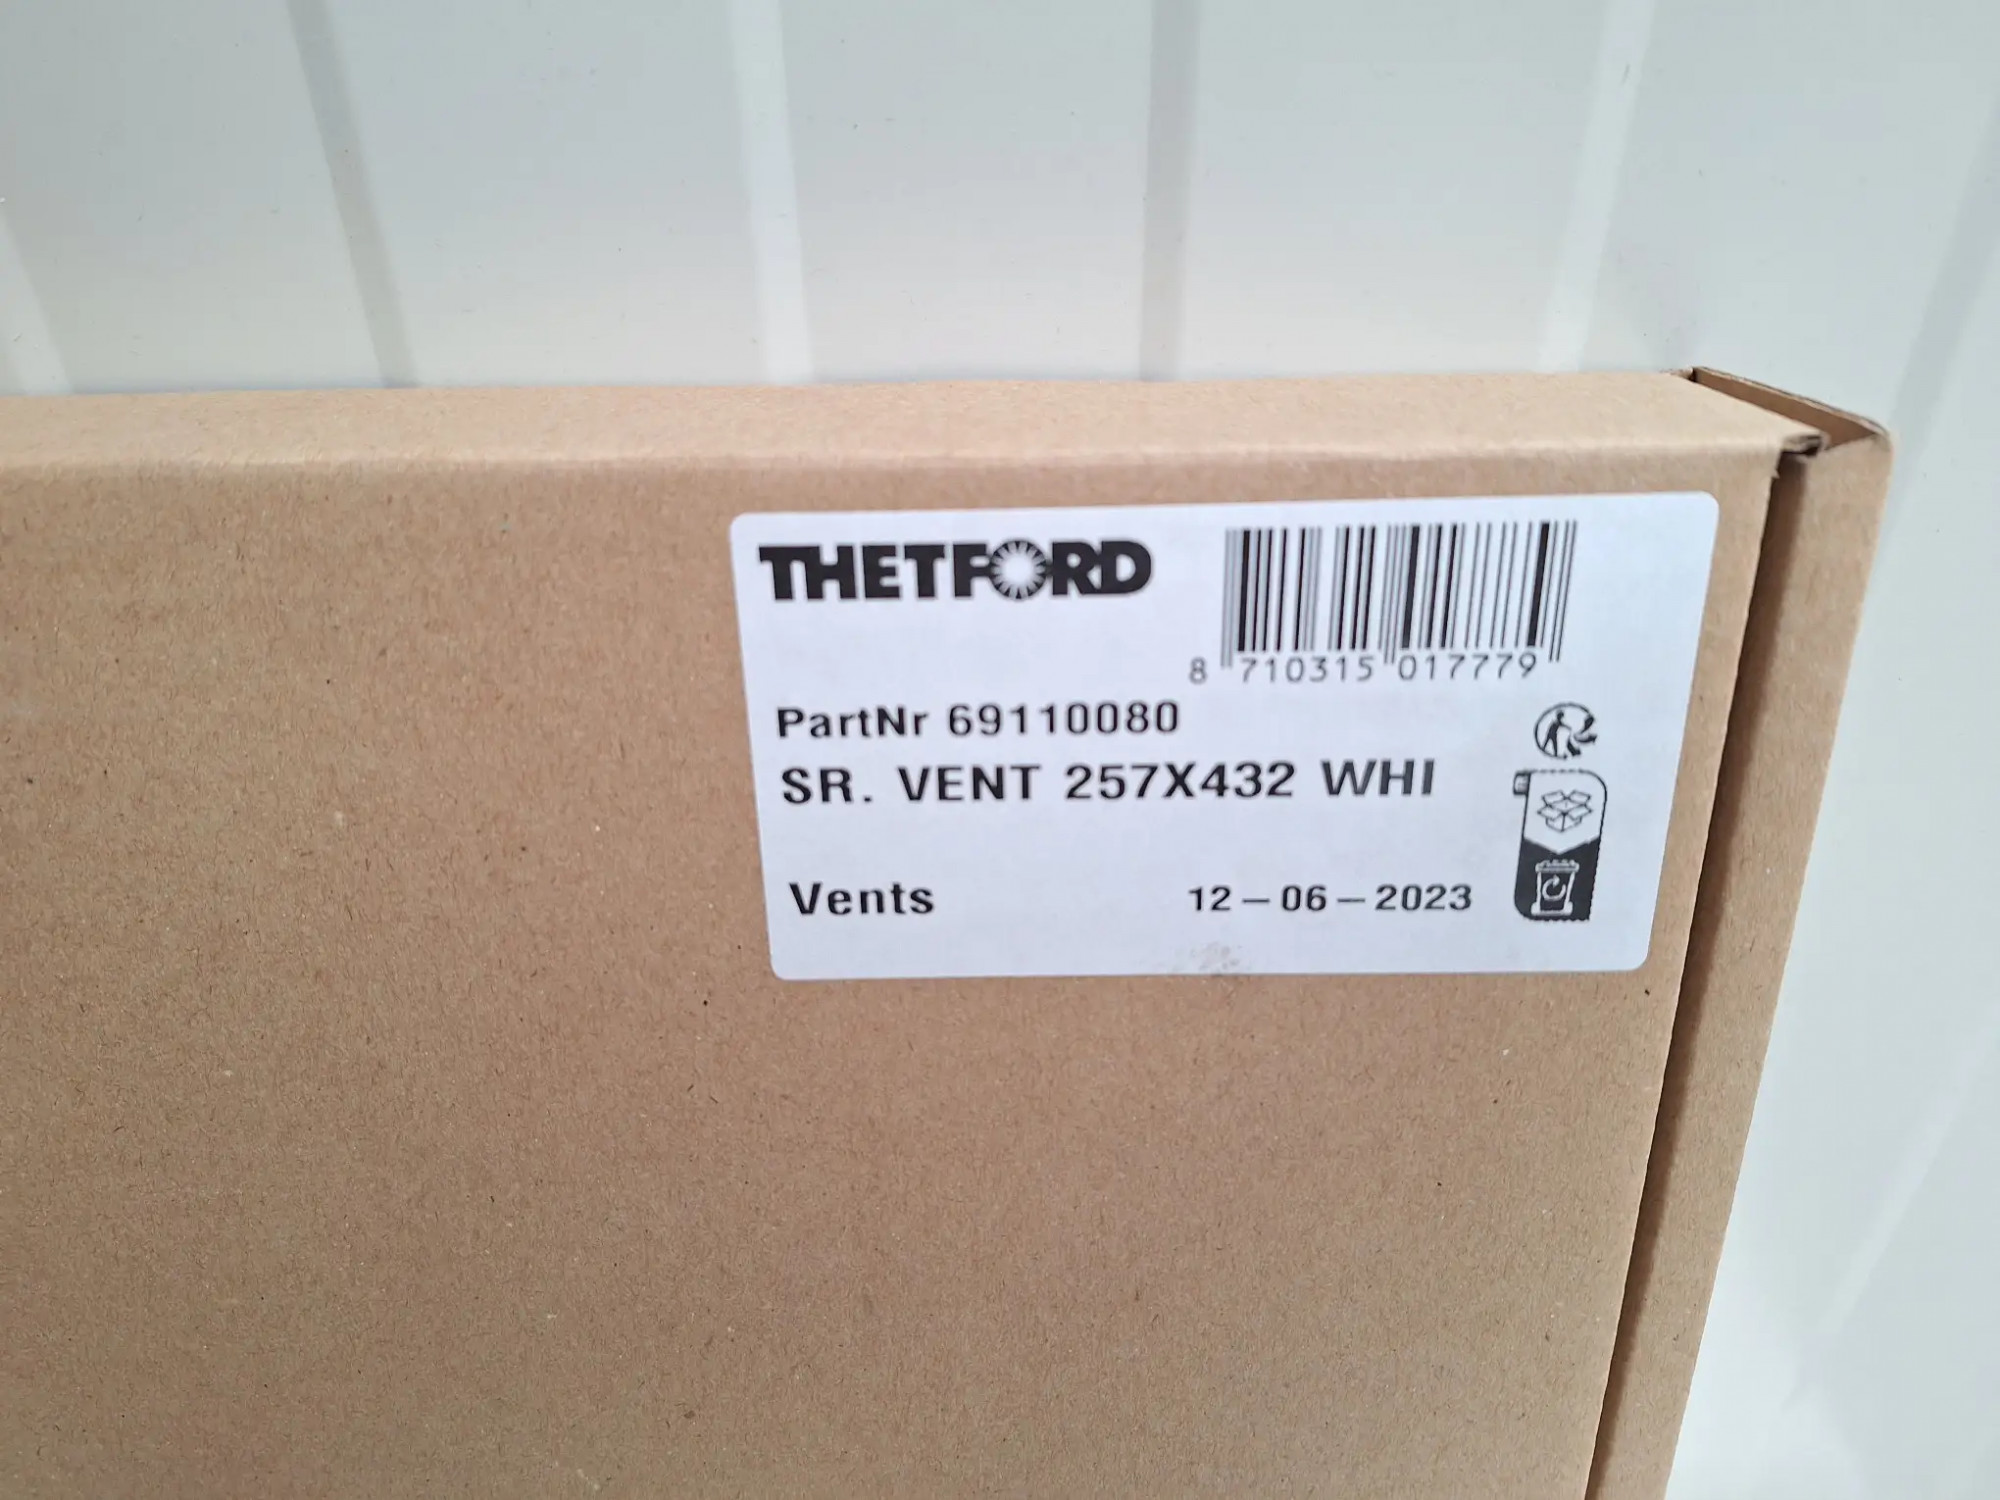 THETFORD
8 710315 017779
PartNr 69110080
SR. VENT 257X432 WHI
Vents 12-06-2023